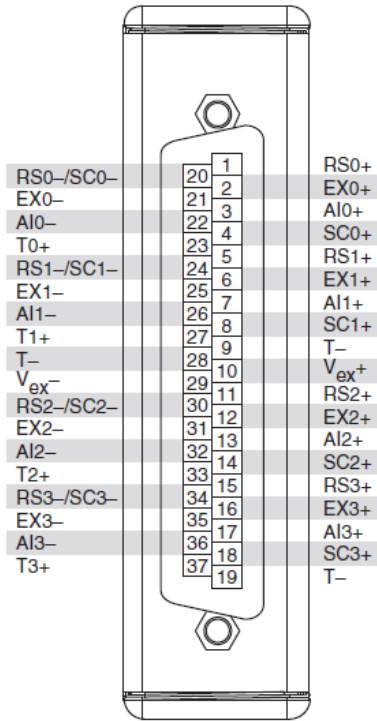 1 RS0+
RS0–/SC0– 20
2 EX0+
EX0– 21
3 AI0+
AI0– 22
4 SC0+
T0+ 23
5 RS1+
RS1–/SC1– 24
6 EX1+
EX1– 25
7 AI1+
AI1– 26
8 SC1+
T1+ 27
9 T–
T– 28
10 Vex+
Vex– 29
11 RS2+
RS2–/SC2– 30
12 EX2+
EX2– 31
13 AI2+
AI2– 32
14 SC2+
T2+ 33
15 RS3+
RS3–/SC3– 34
16 EX3+
EX3– 35
17 AI3+
AI3– 36
18 SC3+
T3+ 37
19 T–